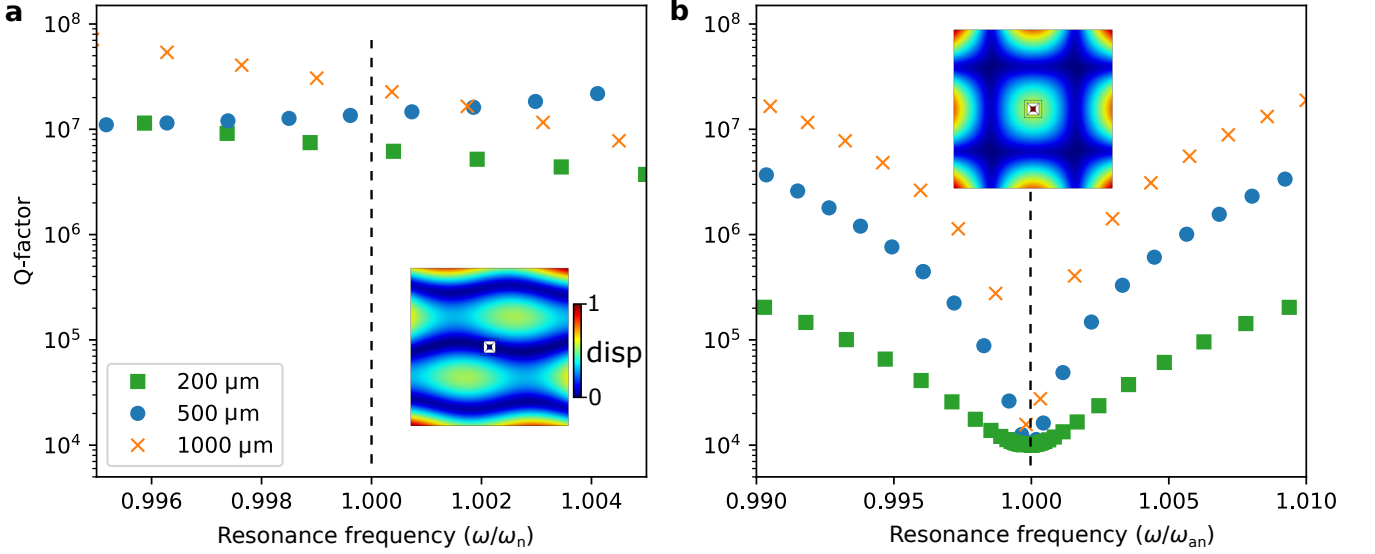 a
10⁸
10⁷
10⁶
10⁵
10⁴
Q-factor
1
disp
0
200 μm
500 μm
1000 μm
0.996 0.998 1.000 1.002 1.004
Resonance frequency (ω/ωₙ)
b
10⁸
10⁷
10⁶
10⁵
10⁴
0.990 0.995 1.000 1.005 1.010
Resonance frequency (ω/ωₐₙ)